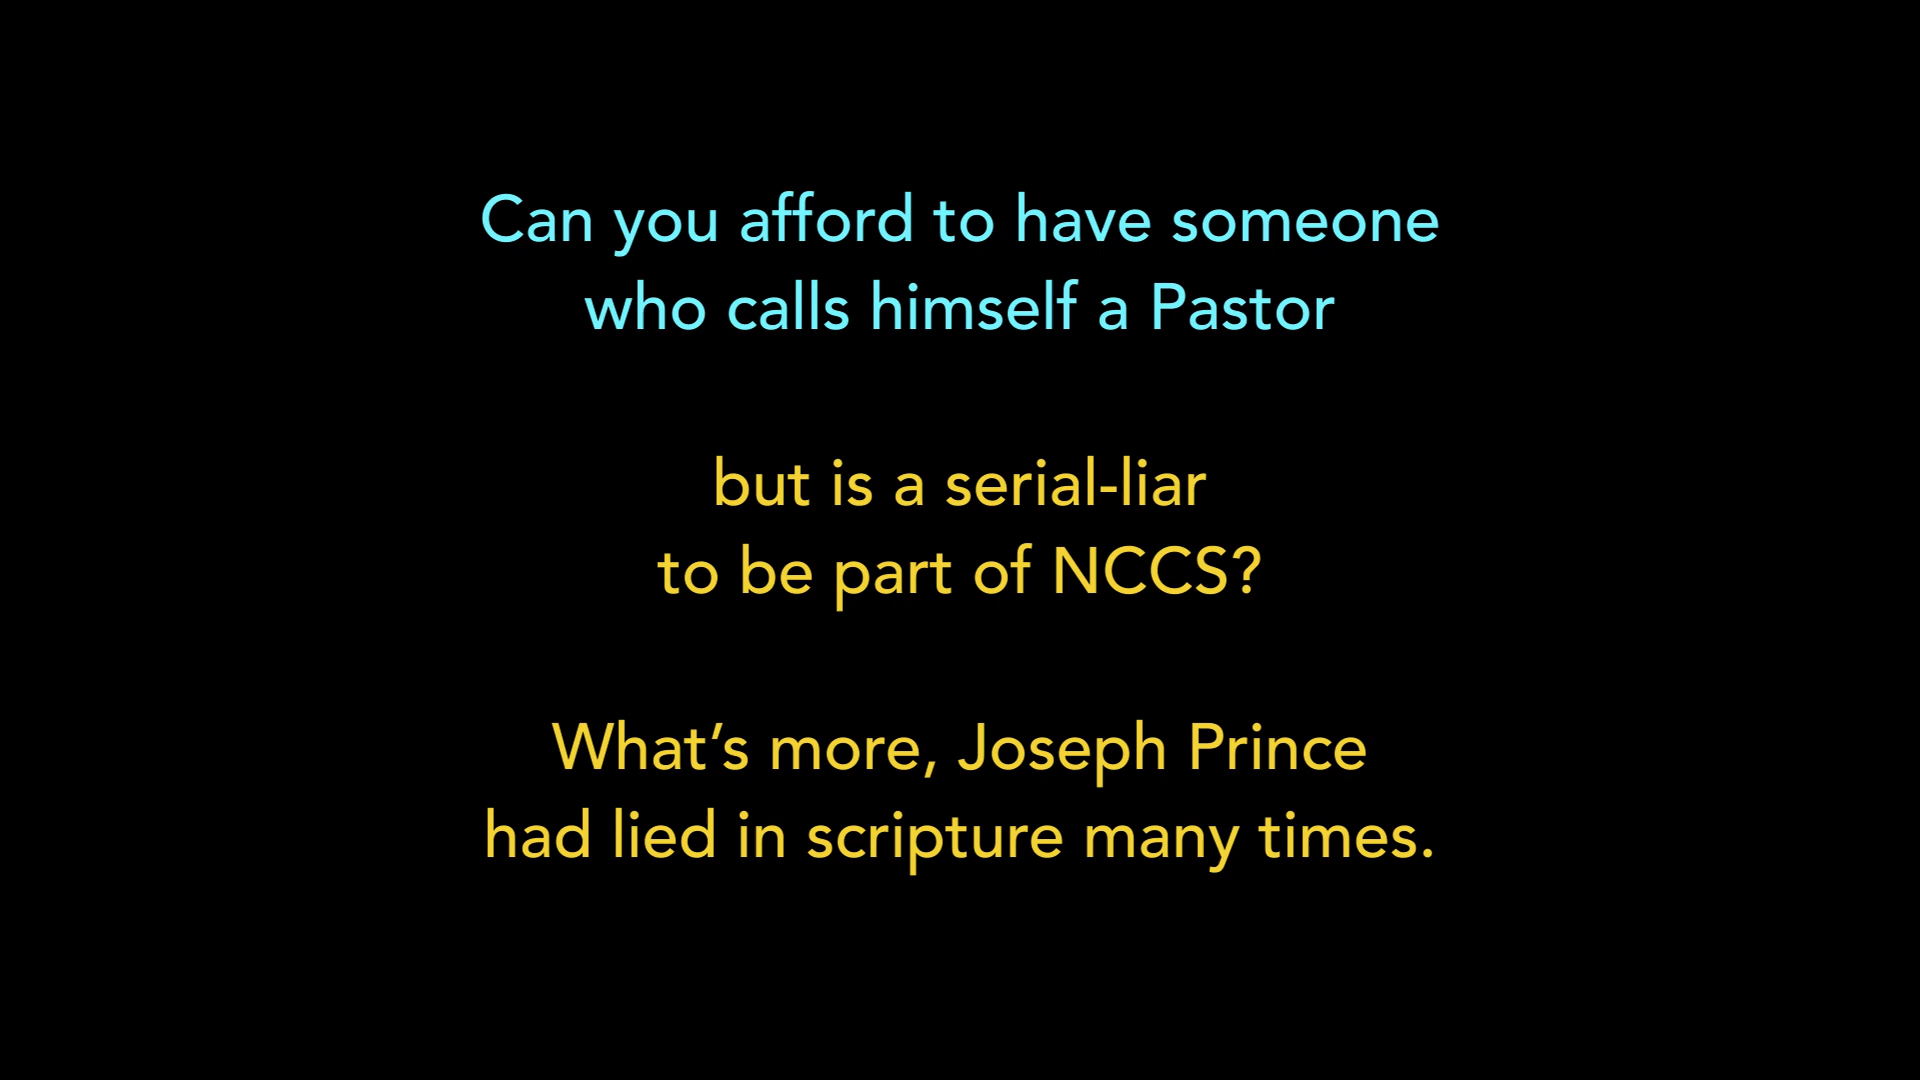 Can you afford to have someone
who calls himself a Pastor
but is a serial-liar
to be part of NCCS?
What’s more, Joseph Prince
had lied in scripture many times.